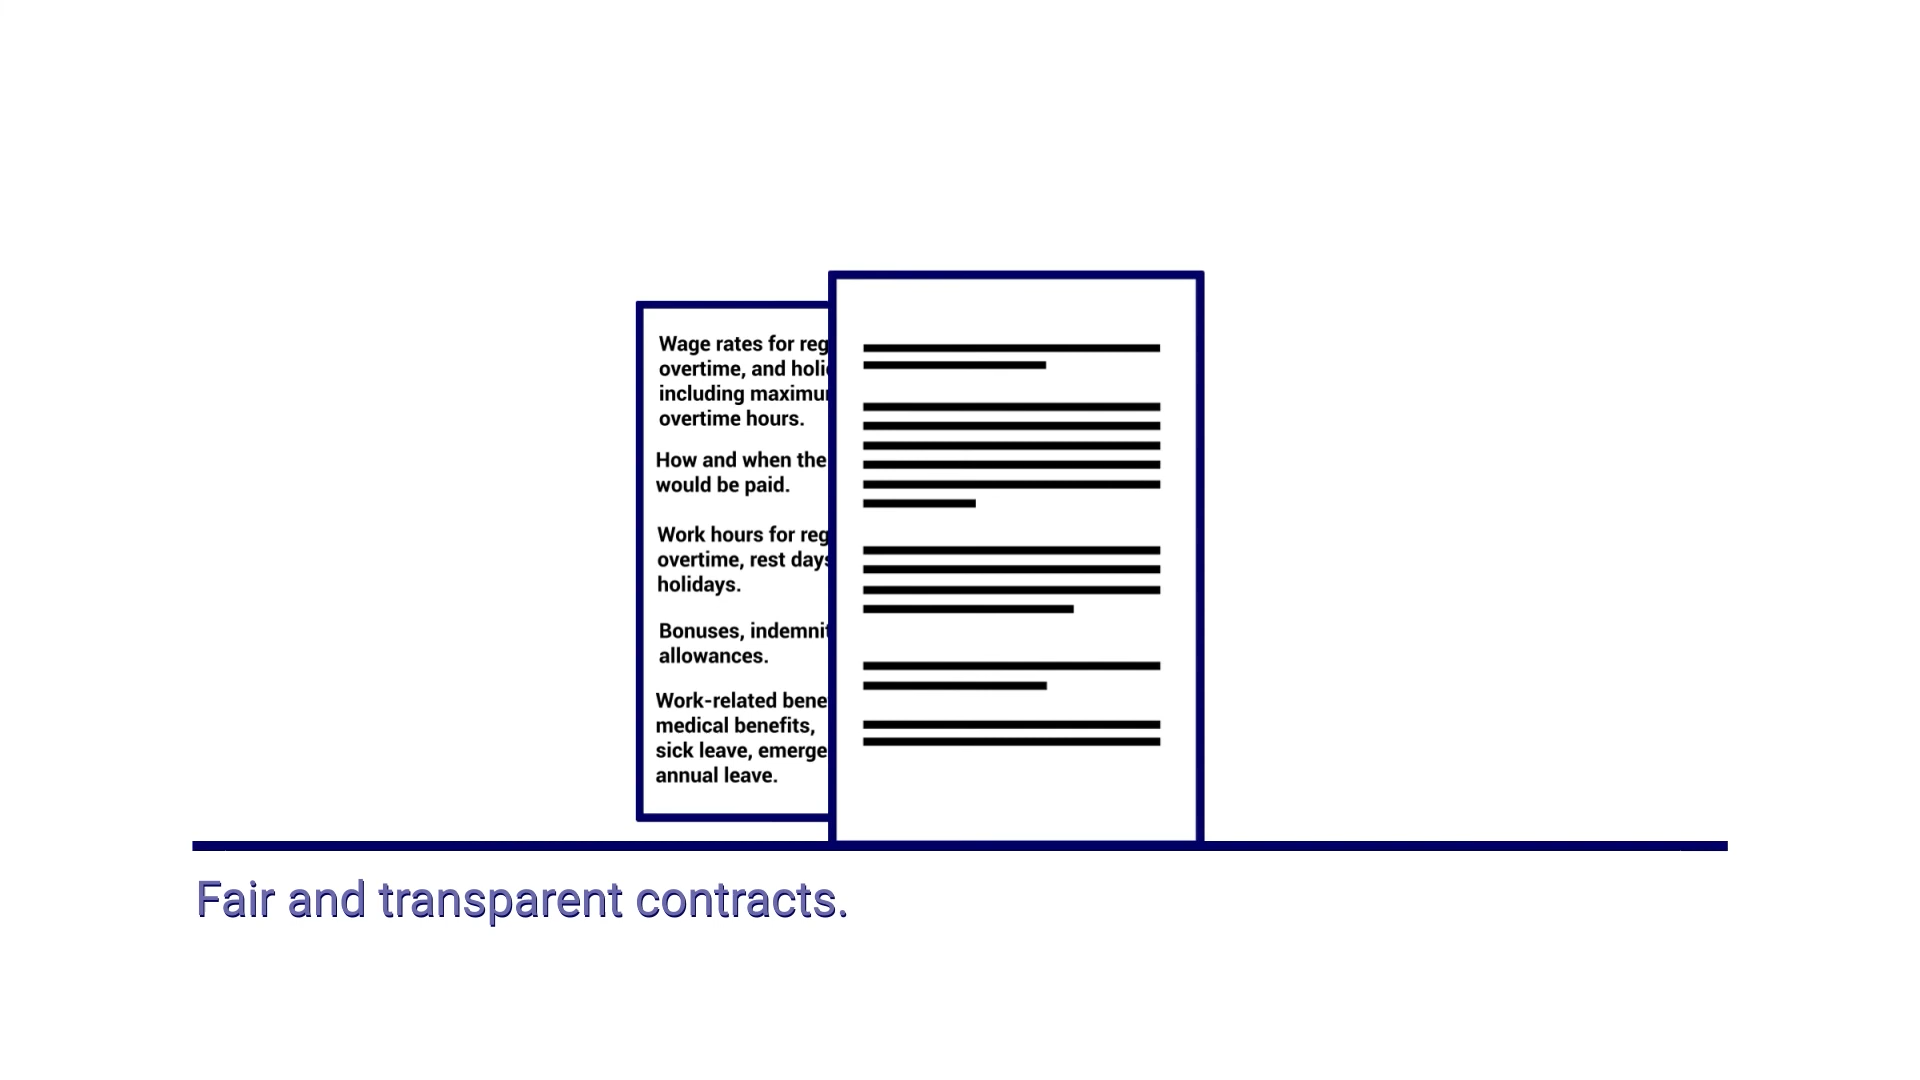 Wage rates for reg
overtime, and holi
including maximu
overtime hours.
How and when the
would be paid.
Work hours for reg
overtime, rest days
holidays.
Bonuses, indemni
allowances.
Work-related bene
medical benefits,
sick leave, emerge
annual leave.
Fair and transparent contracts.